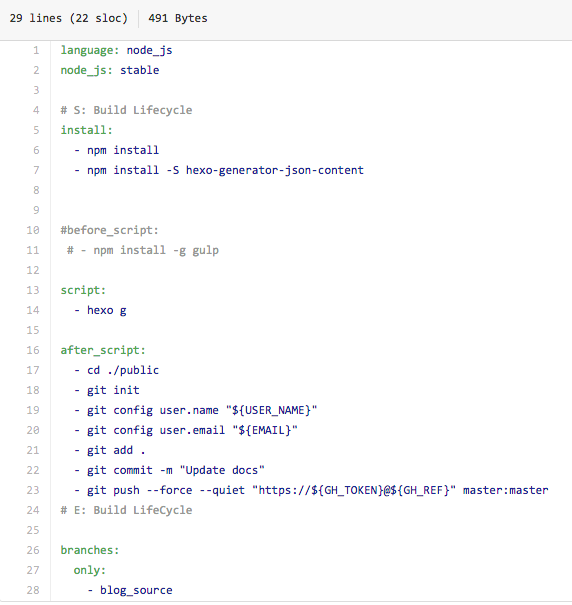 29 lines (22 sloc) 491 Bytes
1 language: node_js
2 node_js: stable
3
4 # S: Build Lifecycle
5 install:
6   - npm install
7   - npm install -S hexo-generator-json-content
8
9
10 #before_script:
11  # - npm install -g gulp
12
13 script:
14   - hexo g
15
16 after_script:
17   - cd ./public
18   - git init
19   - git config user.name "${USER_NAME}"
20   - git config user.email "${EMAIL}"
21   - git add .
22   - git commit -m "Update docs"
23   - git push --force --quiet "https://${GH_TOKEN}@${GH_REF}" master:master
24 # E: Build LifeCycle
25
26 branches:
27   only:
28     - blog_source